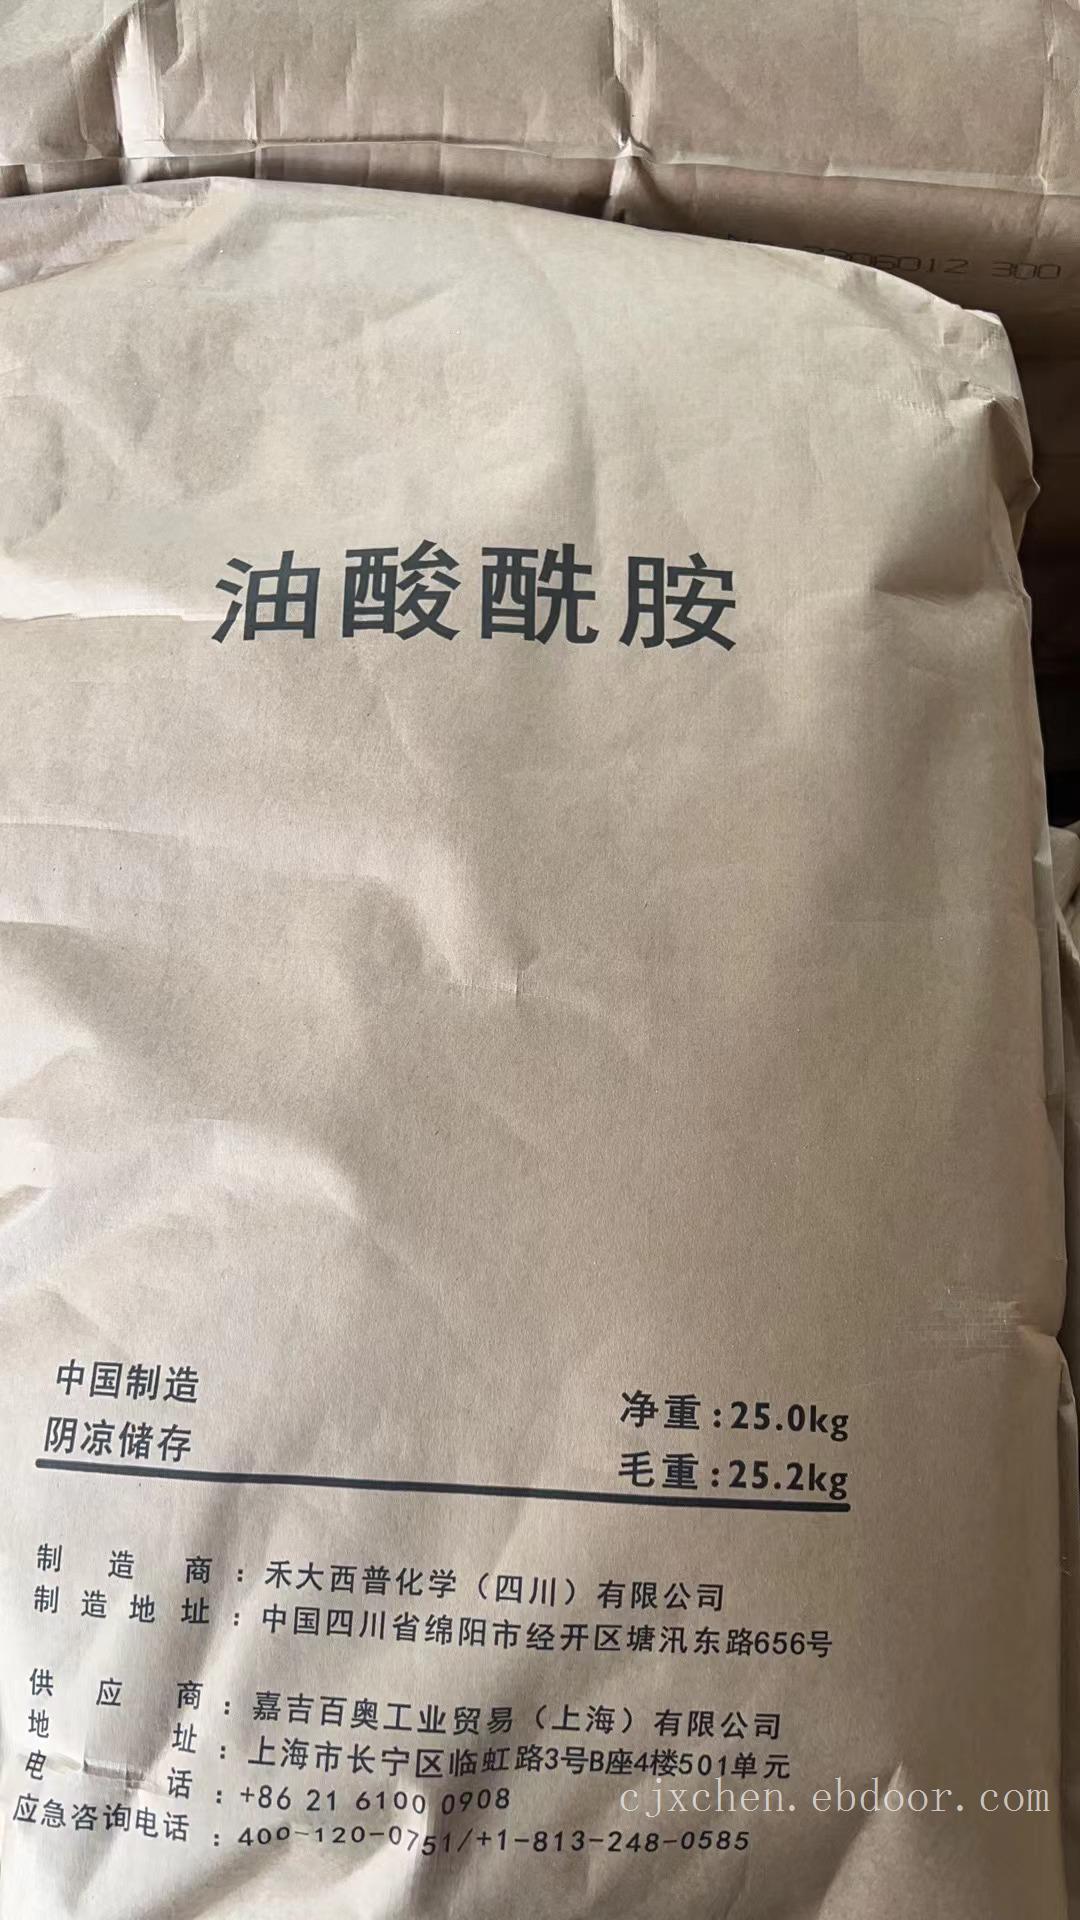 6012 300
油酸酰胺
中国制造
阴凉储存
净重:25.0kg
毛重:25.2kg
制造商:禾大西普化学(四川)有限公司
制造地址:中国四川省绵阳市经开区塘汛东路656号
供应商:嘉吉百奥工业贸易(上海)有限公司
地址:上海市长宁区临虹路3号B座4楼501单元
电话:+86 21 6100 0908
应急咨询电话:400-120-0751/+1-813-248-0585
cjxchen.ebdoor.com